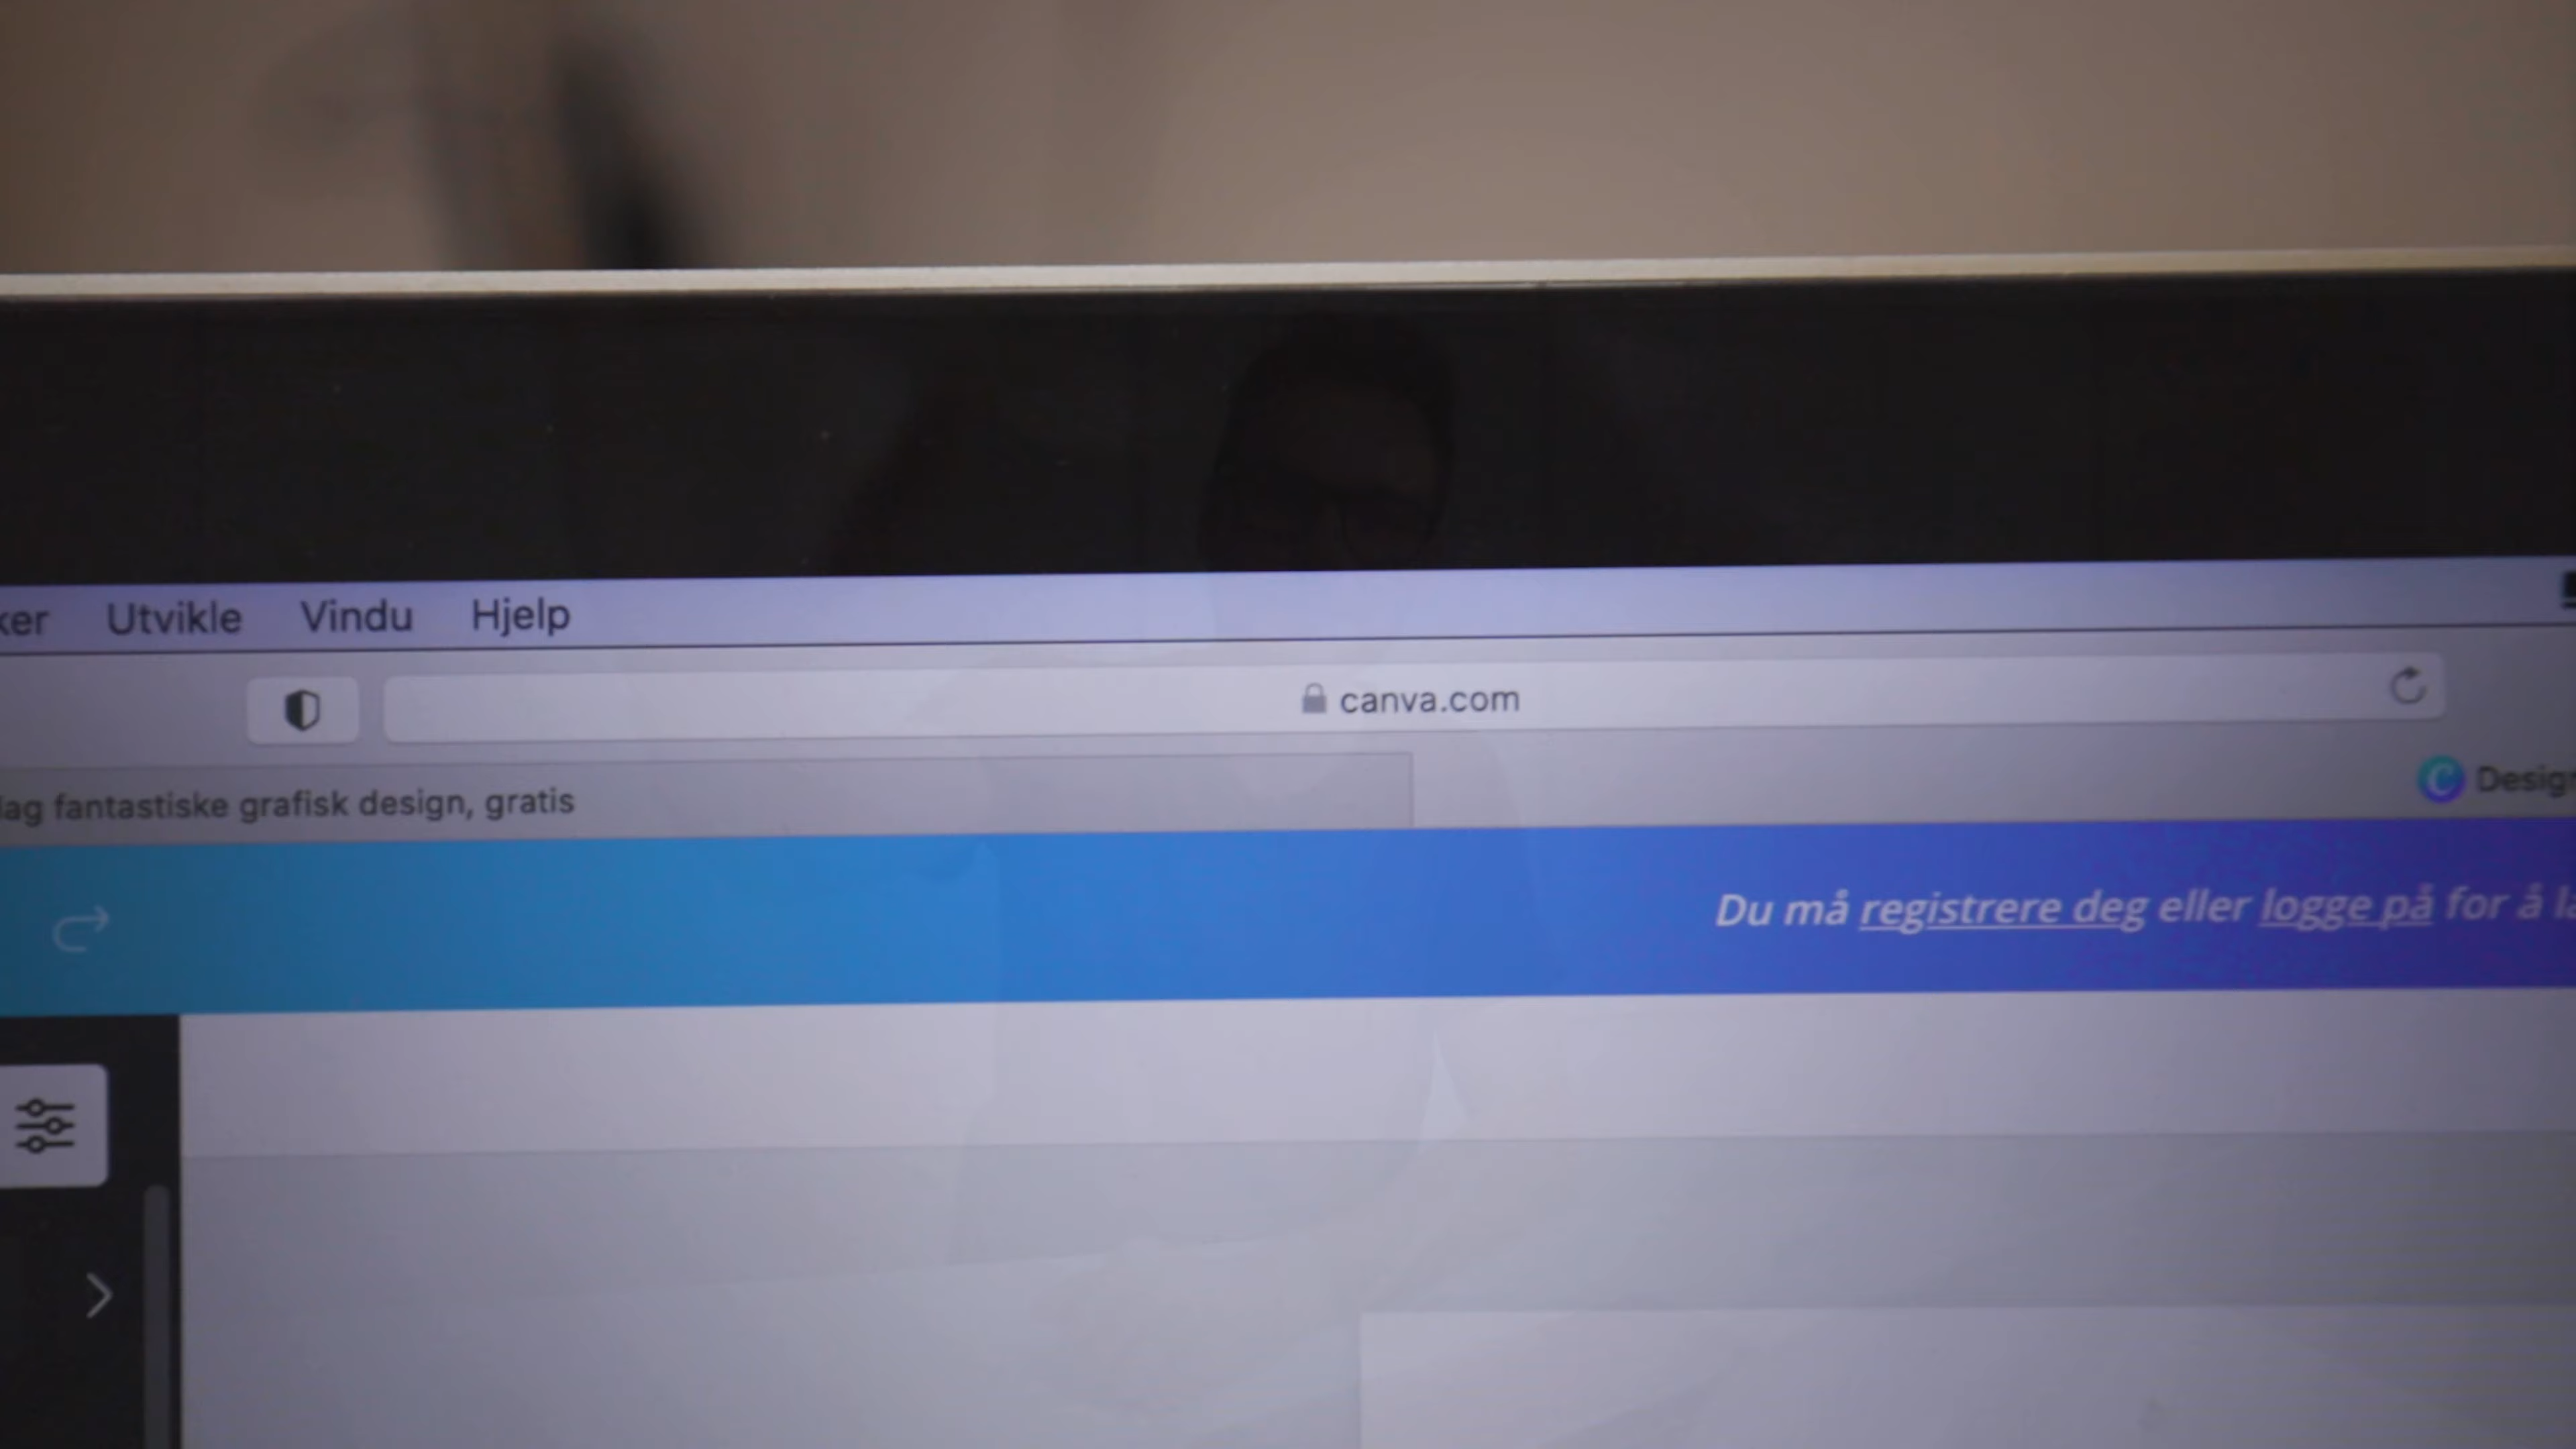 Utvikle Vindu Hjelp
canva.com
fantastiske grafisk design, gratis
Du må registrere deg eller logge på for å